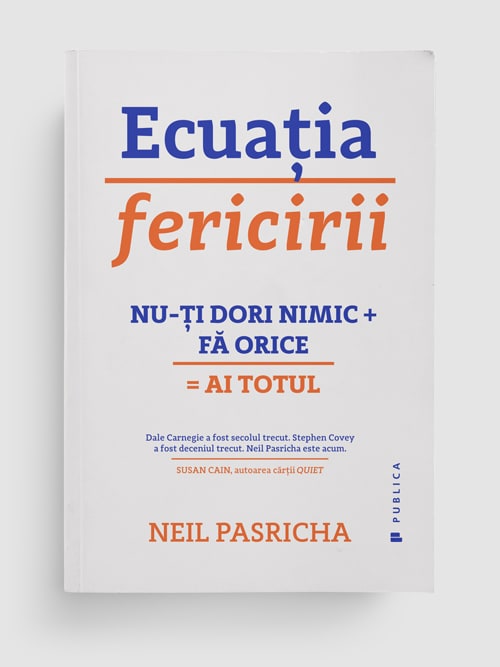 Ecuația
fericirii
NU-ȚI DORI NIMIC +
FĂ ORICE
= AI TOTUL
Dale Carnegie a fost secolul trecut. Stephen Covey
a fost deceniul trecut. Neil Pasricha este acum.
SUSAN CAIN, autoarea cărții QUIET
NEIL PASRICHA
PUBLICA